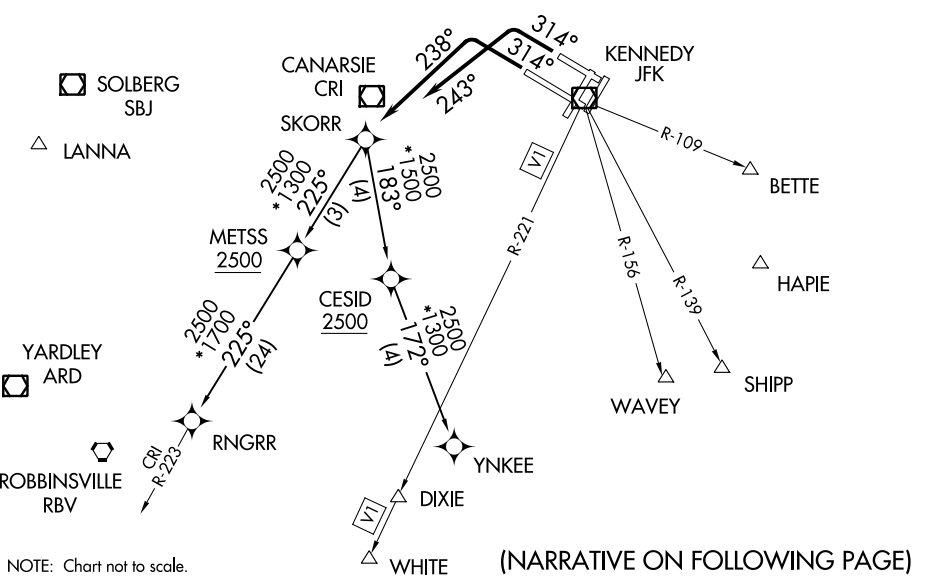 314°
238°
314°
KENNEDY
JFK
CANARSIE
CRI
243°
SOLBERG
SBJ
SKORR
LANNA
R-109
BETTE
V1
2500
*1300
225°
(3)
2500
*1500
183°
(4)
METSS
2500
R-221
R-156
R-139
HAPIE
CESID
2500
2500
*1700
225°
(24)
2500
*1300
172°
(4)
YARDLEY
ARD
SHIPP
WAVEY
RNGRR
CRI
R-223
YNKEE
ROBBINSVILLE
RBV
DIXIE
V1
WHITE
NOTE: Chart not to scale.
(NARRATIVE ON FOLLOWING PAGE)